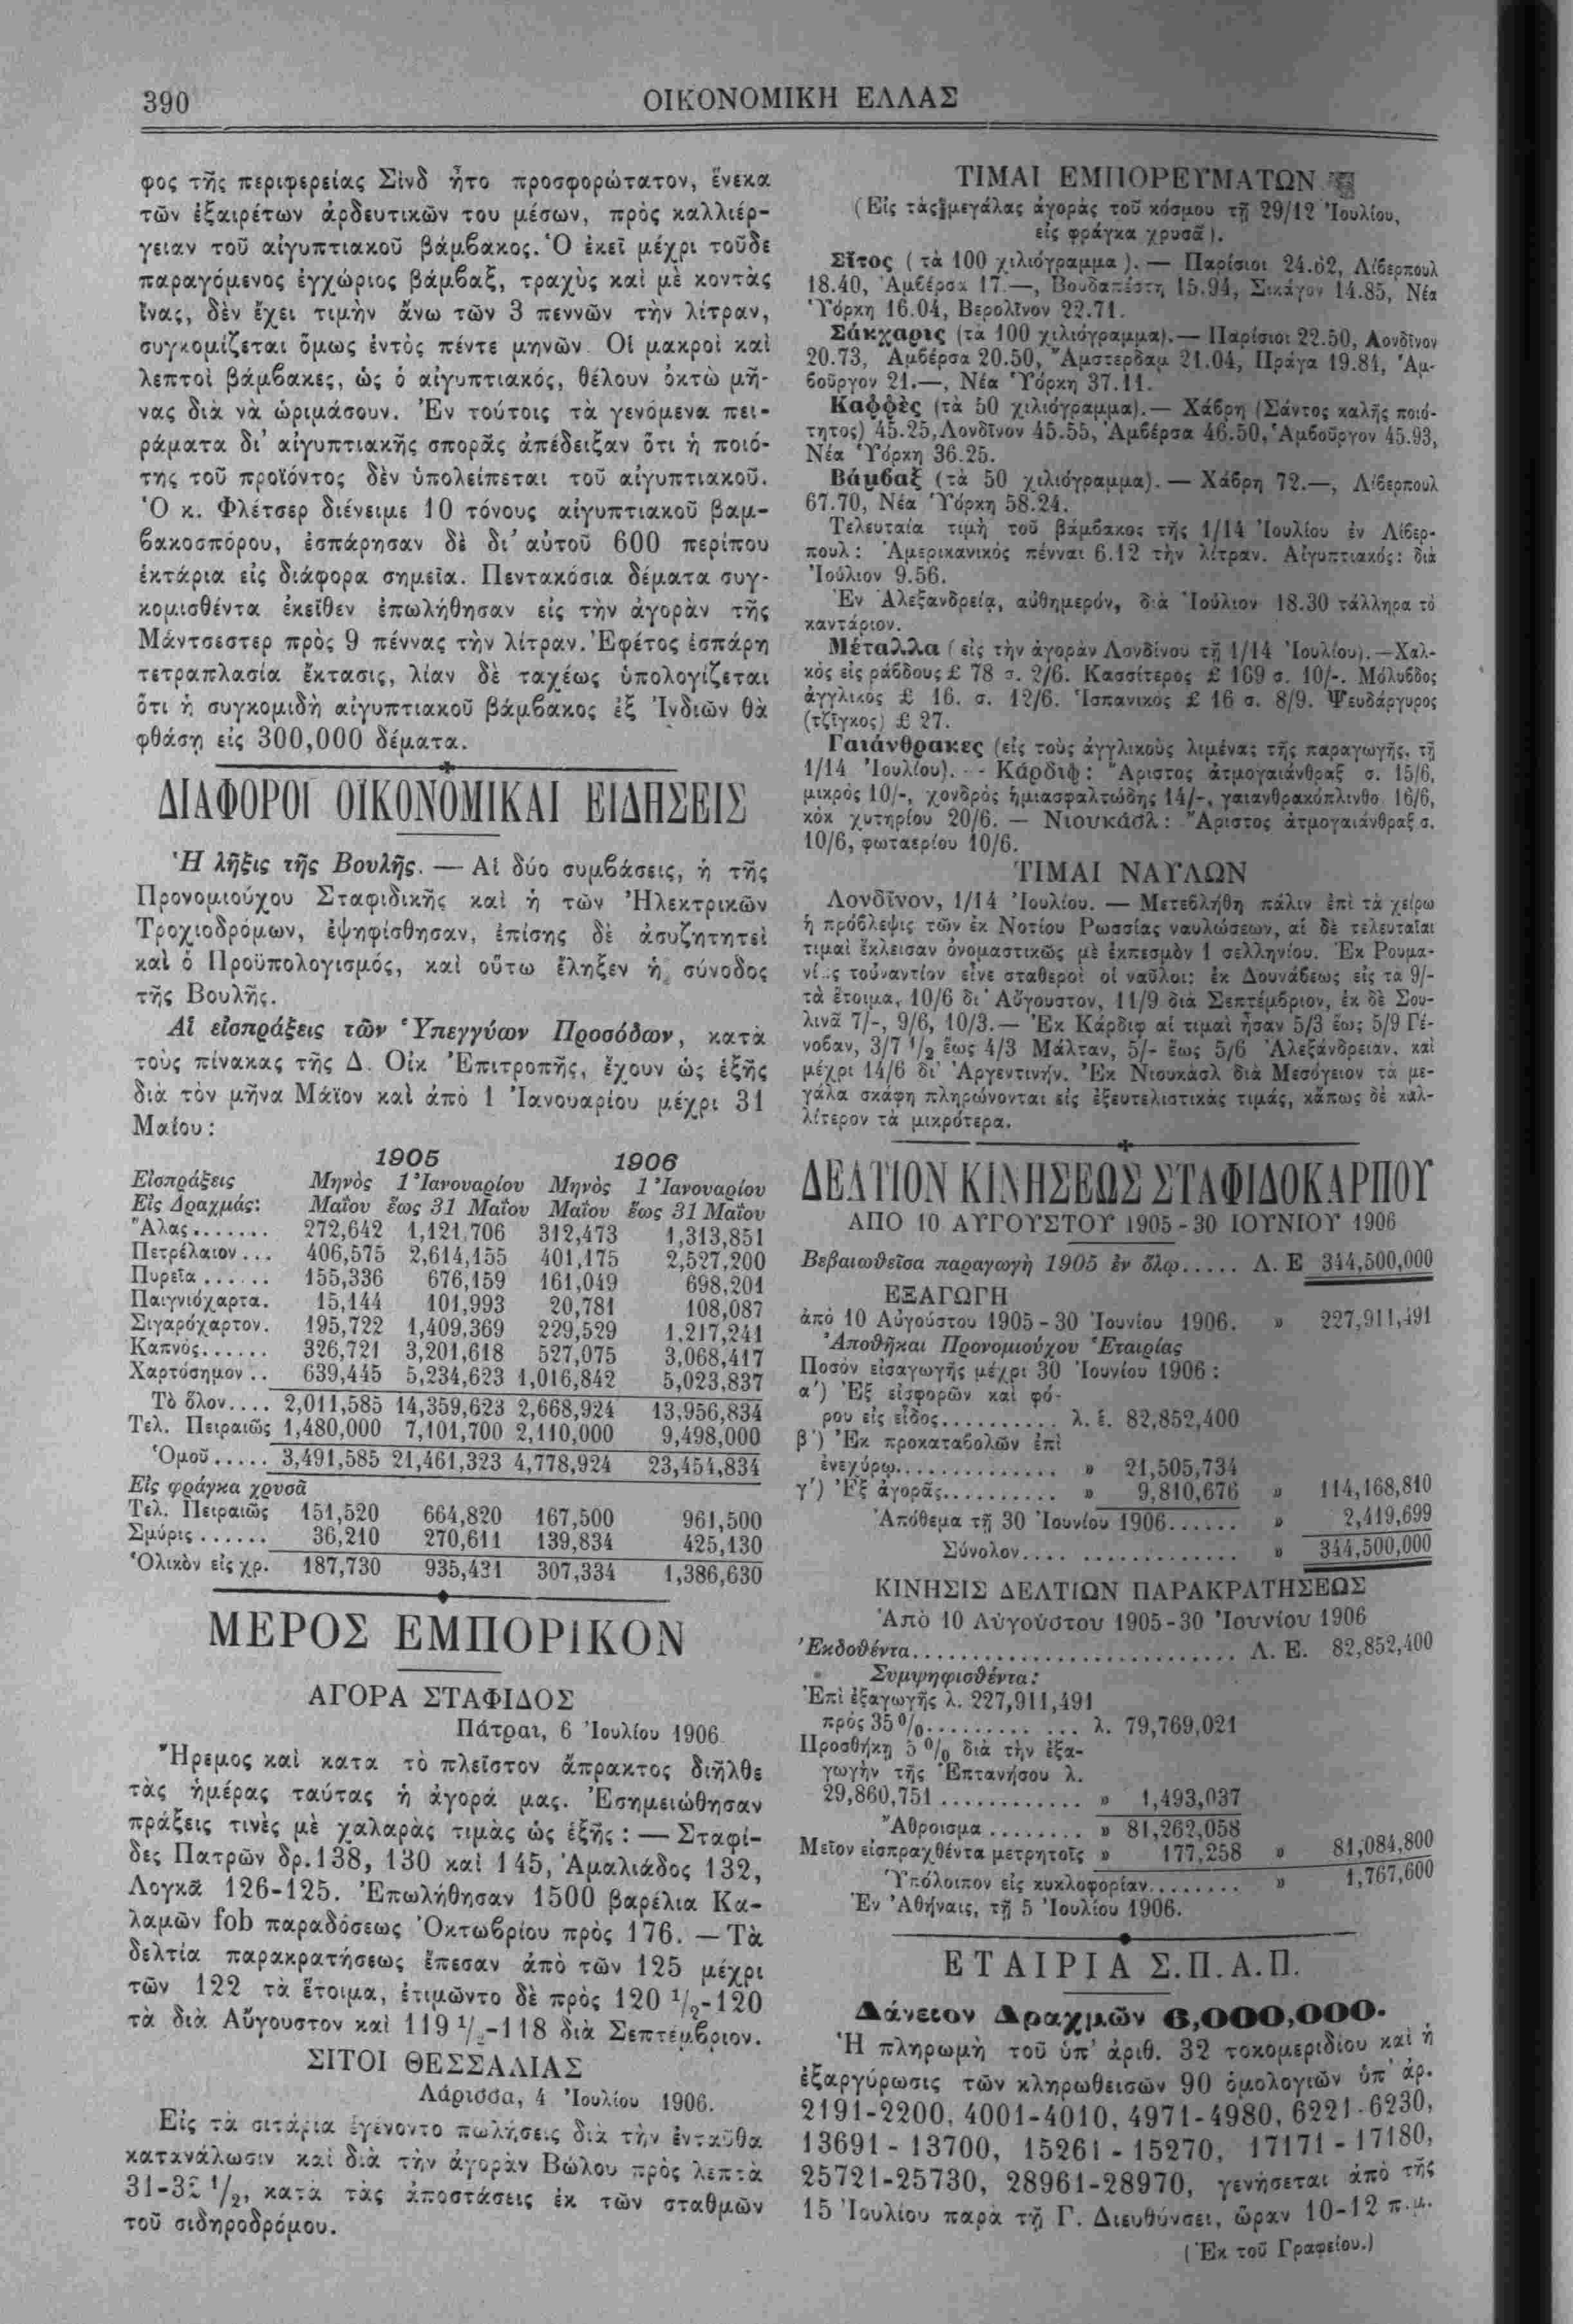 390
ΟΙΚΟΝΟΜΙΚΗ ΕΛΛΑΣ
φος τῆς περιφερείας Σὶνδ ἦτο προσφορώτατον, ἕνεκα
τῶν ἐξαιρέτων ἀρδευτικῶν του μέσων, πρὸς καλλιέρ-
γειαν τοῦ αἰγυπτιακοῦ βάμβακος. Ὁ ἐκεῖ μέχρι τοῦδε
παραγόμενος ἐγχώριος βάμβαξ, τραχὺς καὶ μὲ κοντὰς
ἶνας, δὲν ἔχει τιμὴν ἄνω τῶν 3 πεννῶν τὴν λίτραν,
συγκομίζεται ὅμως ἐντὸς πέντε μηνῶν. Οἱ μακροὶ καὶ
λεπτοὶ βάμβακες, ὡς ὁ αἰγυπτιακός, θέλουν ὀκτὼ μῆ-
νας διὰ νὰ ὡριμάσουν. Ἐν τούτοις τὰ γενόμενα πει-
ράματα δι' αἰγυπτιακῆς σπορᾶς ἀπέδειξαν ὅτι ἡ ποιό-
της τοῦ προϊόντος δὲν ὑπολείπεται τοῦ αἰγυπτιακοῦ.
Ὁ κ. Φλέτσερ διένειμε 10 τόνους αἰγυπτιακοῦ βαμ-
βακοσπόρου, ἐσπάρησαν δὲ δι' αὐτοῦ 600 περίπου
ἑκτάρια εἰς διάφορα σημεῖα. Πεντακόσια δέματα συγ-
κομισθέντα ἐκεῖθεν ἐπωλήθησαν εἰς τὴν ἀγορὰν τῆς
Μάντσεστερ πρὸς 9 πέννας τὴν λίτραν. Ἐφέτος ἐσπάρη
τετραπλασία ἔκτασις, λίαν δὲ ταχέως ὑπολογίζεται
ὅτι ἡ συγκομιδὴ αἰγυπτιακοῦ βάμβακος ἐξ Ἰνδιῶν θὰ
φθάσῃ εἰς 300,000 δέματα.
ΔΙΑΦΟΡΟΙ ΟΙΚΟΝΟΜΙΚΑΙ ΕΙΔΗΣΕΙΣ
Ἡ λῆξις τῆς Βουλῆς. — Αἱ δύο συμβάσεις, ἡ τῆς
Προνομιούχου Σταφιδικῆς καὶ ἡ τῶν Ἠλεκτρικῶν
Τροχιοδρόμων, ἐψηφίσθησαν, ἐπίσης δὲ ἀσυζητητεὶ
καὶ ὁ Προϋπολογισμός, καὶ οὕτω ἔληξεν ἡ σύνοδος
τῆς Βουλῆς.
Αἱ εἰσπράξεις τῶν Ὑπεγγύων Προσόδων, κατὰ
τοὺς πίνακας τῆς Δ. Οἰκ. Ἐπιτροπῆς, ἔχουν ὡς ἑξῆς
διὰ τὸν μῆνα Μάϊον καὶ ἀπὸ 1 Ἰανουαρίου μέχρι 31
Μαΐου :
1905 1906
Εἰσπράξεις Μηνὸς 1 Ἰανουαρίου Μηνὸς 1 Ἰανουαρίου
Εἰς Δραχμάς: Μαΐου ἕως 31 Μαΐου Μαΐου ἕως 31 Μαΐου
Ἅλας....... 272,642 1,121,706 312,473 1,313,851
Πετρέλαιον... 406,575 2,614,155 401,175 2,527,200
Πυρεῖα...... 155,336 676,159 161,049 698,201
Παιγνιόχαρτα. 15,144 101,993 20,781 108,087
Σιγαρόχαρτον. 195,722 1,409,369 229,529 1,217,241
Καπνός...... 326,721 3,201,618 527,075 3,068,417
Χαρτόσημον.. 639,445 5,234,623 1,016,842 5,023,837
Τὸ ὅλον.... 2,011,585 14,359,623 2,668,924 13,956,834
Τελ. Πειραιῶς 1,480,000 7,101,700 2,110,000 9,498,000
Ὁμοῦ..... 3,491,585 21,461,323 4,778,924 23,454,834
Εἰς φράγκα χρυσᾶ
Τελ. Πειραιῶς 151,520 664,820 167,500 961,500
Σμύρις...... 36,210 270,611 139,834 425,130
Ὁλικὸν εἰς χρ. 187,730 935,431 307,334 1,386,630
ΜΕΡΟΣ ΕΜΠΟΡΙΚΟΝ
ΑΓΟΡΑ ΣΤΑΦΙΔΟΣ
Πάτραι, 6 Ἰουλίου 1906
Ἤρεμος καὶ κατα τὸ πλεῖστον ἄπρακτος διῆλθε
τὰς ἡμέρας ταύτας ἡ ἀγορά μας. Ἐσημειώθησαν
πράξεις τινὲς μὲ χαλαρὰς τιμὰς ὡς ἑξῆς : — Σταφί-
δες Πατρῶν δρ. 138, 130 καὶ 145, Ἀμαλιάδος 132,
Λογκᾶ 126-125. Ἐπωλήθησαν 1500 βαρέλια Κα-
λαμῶν fob παραδόσεως Ὀκτωβρίου πρὸς 176. — Τὰ
δελτία παρακρατήσεως ἔπεσαν ἀπὸ τῶν 125 μέχρι
τῶν 122 τὰ ἕτοιμα, ἐτιμῶντο δὲ πρὸς 120 1/2-120
τὰ διὰ Αὔγουστον καὶ 119 1/2-118 διὰ Σεπτέμβριον.
ΣΙΤΟΙ ΘΕΣΣΑΛΙΑΣ
Λάρισσα, 4 Ἰουλίου 1906.
Εἰς τὰ σιτάρια ἐγένοντο πωλήσεις διὰ τὴν ἐνταῦθα
κατανάλωσιν καὶ διὰ τὴν ἀγορὰν Βώλου πρὸς λεπτὰ
31-32 1/2, κατὰ τὰς ἀποστάσεις ἐκ τῶν σταθμῶν
τοῦ σιδηροδρόμου.
ΤΙΜΑΙ ΕΜΠΟΡΕΥΜΑΤΩΝ
(Εἰς τὰς μεγάλας ἀγορὰς τοῦ κόσμου τῇ 29/12 Ἰουλίου,
εἰς φράγκα χρυσᾶ).
Σῖτος (τὰ 100 χιλιόγραμμα). — Παρίσιοι 24.62, Λίβερπουλ
18.40, Ἀμβέρσα 17.—, Βουδαπέστη 15.94, Σικάγον 14.85, Νέα
Ὑόρκη 16.04, Βερολῖνον 22.71.
Σάκχαρις (τὰ 100 χιλιόγραμμα).— Παρίσιοι 22.50, Λονδῖνον
20.73, Ἀμβέρσα 20.50, Ἀμστερδαμ 21.04, Πράγα 19.84, Ἀμ-
βοῦργον 21.—, Νέα Ὑόρκη 37.11.
Καφφὲς (τὰ 50 χιλιόγραμμα).— Χάβρη (Σάντος καλῆς ποιό-
τητος) 45.25, Λονδῖνον 45.55, Ἀμβέρσα 46.50, Ἀμβοῦργον 45.93,
Νέα Ὑόρκη 36.25.
Βάμβαξ (τὰ 50 χιλιόγραμμα). — Χάβρη 72.—, Λίβερπουλ
67.70, Νέα Ὑόρκη 58.24.
Τελευταία τιμὴ τοῦ βάμβακος τῆς 1/14 Ἰουλίου ἐν Λίβερ-
πουλ : Ἀμερικανικός πένναι 6.12 τὴν λίτραν. Αἰγυπτιακός: διὰ
Ἰούλιον 9.56.
Ἐν Ἀλεξανδρείᾳ, αὐθημερόν, διὰ Ἰούλιον 18.30 τάλληρα τὸ
καντάριον.
Μέταλλα (εἰς τὴν ἀγορὰν Λονδίνου τῇ 1/14 Ἰουλίου). —Χαλ-
κὸς εἰς ράβδους £ 78 σ. 2/6. Κασσίτερος £ 169 σ. 10/-. Μόλυβδος
ἀγγλικὸς £ 16. σ. 12/6. Ἰσπανικὸς £ 16 σ. 8/9. Ψευδάργυρος
(τζίγκος) £ 27.
Γαιάνθρακες (εἰς τοὺς ἀγγλικοὺς λιμένας τῆς παραγωγῆς, τῇ
1/14 Ἰουλίου). — Κάρδιφ : Ἄριστος ἀτμογαιάνθραξ σ. 15/6,
μικρὸς 10/-, χονδρὸς ἡμιασφαλτώδης 14/-, γαιανθρακόπλινθο 16/6,
κὸκ χυτηρίου 20/6. — Νιουκάσλ : Ἄριστος ἀτμογαιάνθραξ σ.
10/6, φωταερίου 10/6.
ΤΙΜΑΙ ΝΑΥΛΩΝ
Λονδῖνον, 1/14 Ἰουλίου. — Μετεβλήθη πάλιν ἐπὶ τὰ χείρω
ἡ πρόβλεψις τῶν ἐκ Νοτίου Ρωσσίας ναυλώσεων, αἱ δὲ τελευταῖαι
τιμαὶ ἔκλεισαν ὀνομαστικῶς μὲ ἐκπεσμὸν 1 σελληνίου. Ἐκ Ρουμα-
νίας τοὐναντίον εἶνε σταθεροὶ οἱ ναῦλοι: ἐκ Δουνάβεως εἰς τὰ 9/-
τὰ ἕτοιμα, 10/6 δι' Αὔγουστον, 11/9 διὰ Σεπτέμβριον, ἐκ δὲ Σου-
λινᾶ 7/-, 9/6, 10/3.— Ἐκ Κάρδιφ αἱ τιμαὶ ἦσαν 5/3 ἕως 5/9 Γέ-
νοβαν, 3/7 1/2 ἕως 4/3 Μάλταν, 5/- ἕως 5/6 Ἀλεξάνδρειαν, καὶ
μέχρι 14/6 δι' Ἀργεντινήν. Ἐκ Νιουκάσλ διὰ Μεσόγειον τὰ με-
γάλα σκάφη πληρώνονται εἰς ἐξευτελιστικὰς τιμάς, κάπως δὲ καλ-
λίτερον τὰ μικρότερα.
ΔΕΛΤΙΟΝ ΚΙΝΗΣΕΩΣ ΣΤΑΦΙΔΟΚΑΡΠΟΥ
ΑΠΟ 10 ΑΥΓΟΥΣΤΟΥ 1905-30 ΙΟΥΝΙΟΥ 1906
Βεβαιωθεῖσα παραγωγὴ 1905 ἐν ὅλῳ..... Λ. Ε 344,500,000
ΕΞΑΓΩΓΗ
ἀπὸ 10 Αὐγούστου 1905-30 Ἰουνίου 1906. » 227,911,491
Ἀποθῆκαι Προνομιούχου Ἑταιρίας
Ποσὸν εἰσαγωγῆς μέχρι 30 Ἰουνίου 1906 :
α') Ἐξ εἰσφορῶν καὶ φό-
ρου εἰς εἶδος.......... λ. ἐ. 82,852,400
β') Ἐκ προκαταβολῶν ἐπὶ
ἐνεχύρῳ.............. » 21,505,734
γ') Ἐξ ἀγορᾶς.......... » 9,810,676 » 114,168,810
Ἀπόθεμα τῇ 30 Ἰουνίου 1906...... » 2,419,699
Σύνολον.... ............. » 344,500,000
ΚΙΝΗΣΙΣ ΔΕΛΤΙΩΝ ΠΑΡΑΚΡΑΤΗΣΕΩΣ
Ἀπὸ 10 Αὐγούστου 1905-30 Ἰουνίου 1906
Ἐκδοθέντα........................... Λ. Ε. 82,852,400
Συμψηφισθέντα:
Ἐπὶ ἐξαγωγῆς λ. 227,911,491
πρὸς 35 0/0............ λ. 79,769,021
Προσθήκη 5 0/0 διὰ τὴν ἐξα-
γωγὴν τῆς Ἑπτανήσου λ.
29,860,751............ » 1,493,037
Ἄθροισμα........ » 81,262,058
Μεῖον εἰσπραχθέντα μετρητοῖς » 177,258 » 81,084,800
Ὑπόλοιπον εἰς κυκλοφορίαν........ » 1,767,600
Ἐν Ἀθήναις, τῇ 5 Ἰουλίου 1906.
ΕΤΑΙΡΙΑ Σ.Π.Α.Π.
Δάνειον Δραχμῶν 6,000,000.
Ἡ πληρωμὴ τοῦ ὑπ' ἀριθ. 32 τοκομεριδίου καὶ ἡ
ἐξαργύρωσις τῶν κληρωθεισῶν 90 ὁμολογιῶν ὑπ' ἀρ.
2191-2200, 4001-4010, 4971-4980, 6221-6230,
13691-13700, 15261-15270, 17171-17180,
25721-25730, 28961-28970, γενήσεται ἀπὸ τῆς
15 Ἰουλίου παρὰ τῇ Γ. Διευθύνσει, ὥραν 10-12 π.μ.
(Ἐκ τοῦ Γραφείου.)